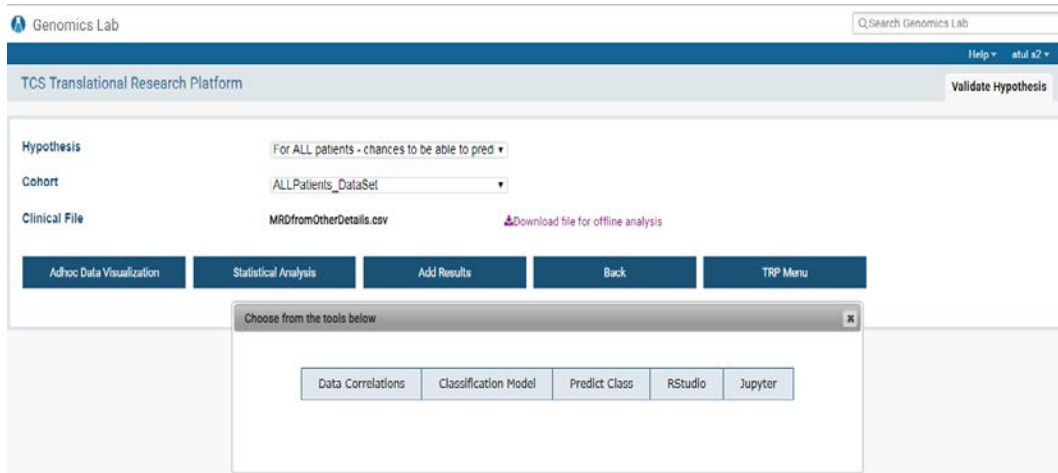 Genomics Lab
Search Genomics Lab
Help atul s2
TCS Translational Research Platform
Validate Hypothesis
Hypothesis For ALL patients - chances to be able to pred
Cohort ALLPatients_DataSet
Clinical File MRDfromOtherDetails.csv Download file for offline analysis
Adhoc Data Visualization Statistical Analysis Add Results Back TRP Menu
Choose from the tools below
Data Correlations Classification Model Predict Class RStudio Jupyter